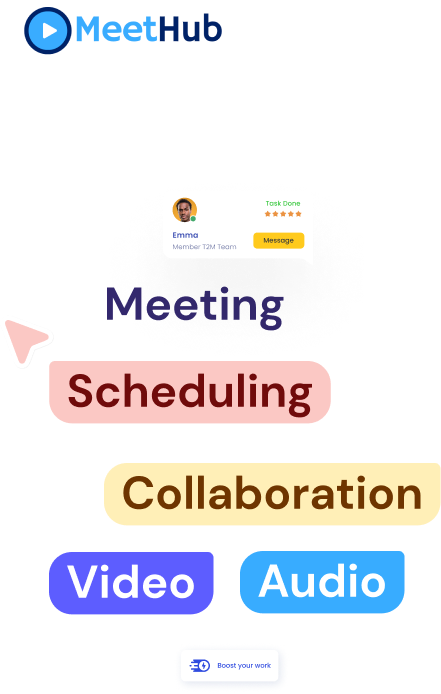 MeetHub
Task Done
Emma
Member T2M Team
Message
Meeting
Scheduling
Collaboration
Video
Audio
Boost your work